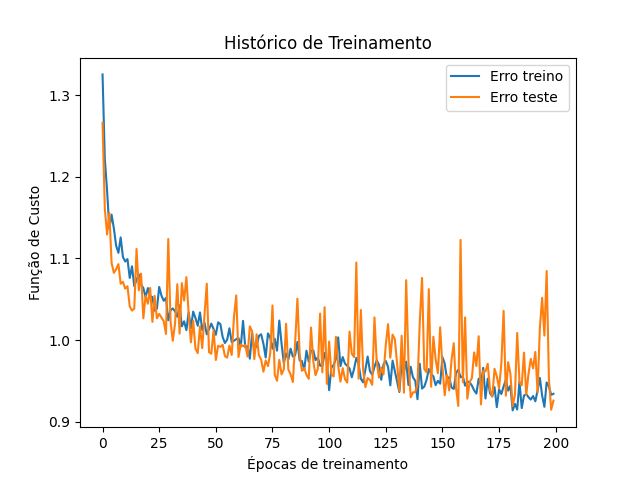 Histórico de Treinamento
Erro treino
Erro teste
Função de Custo
1.3
1.2
1.1
1.0
0.9
0
25
50
75
100
125
150
175
200
Épocas de treinamento